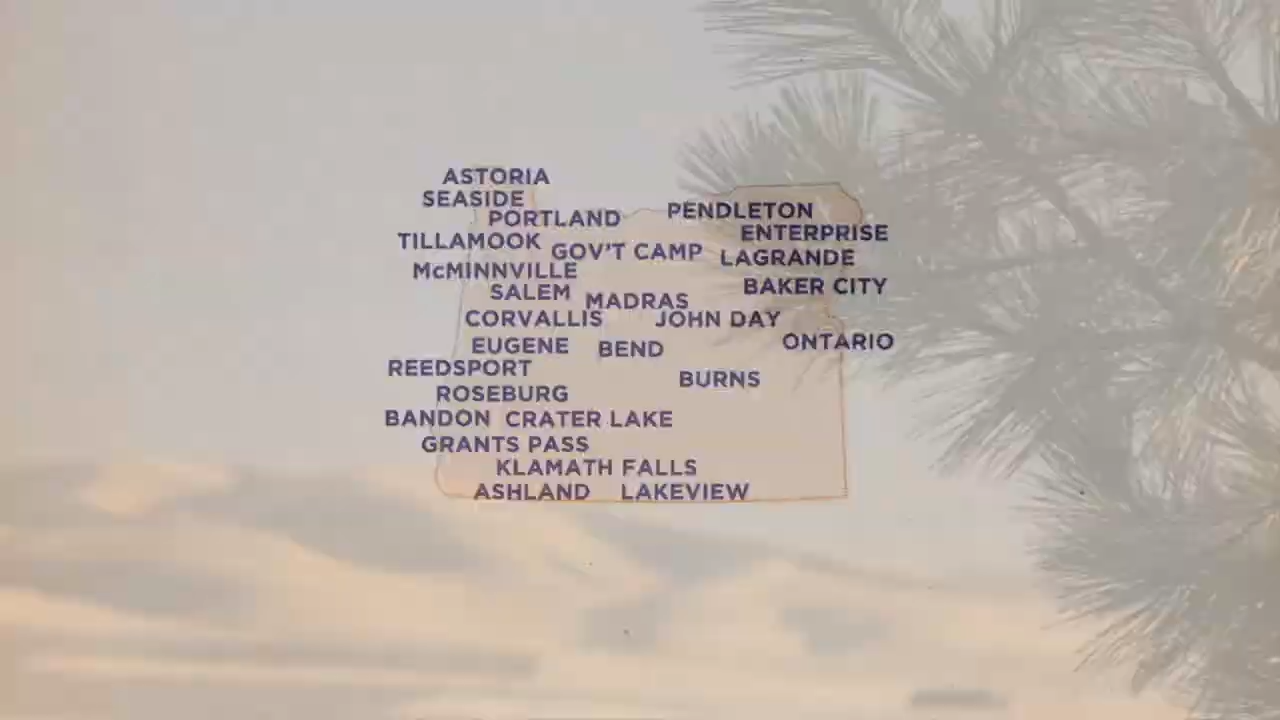 ASTORIA
SEASIDE
PORTLAND
PENDLETON
TILLAMOOK
ENTERPRISE
GOV'T CAMP
LAGRANDE
McMINNVILLE
BAKER CITY
SALEM
MADRAS
CORVALLIS
JOHN DAY
EUGENE
BEND
ONTARIO
REEDSPORT
BURNS
ROSEBURG
BANDON
CRATER LAKE
GRANTS PASS
KLAMATH FALLS
ASHLAND
LAKEVIEW